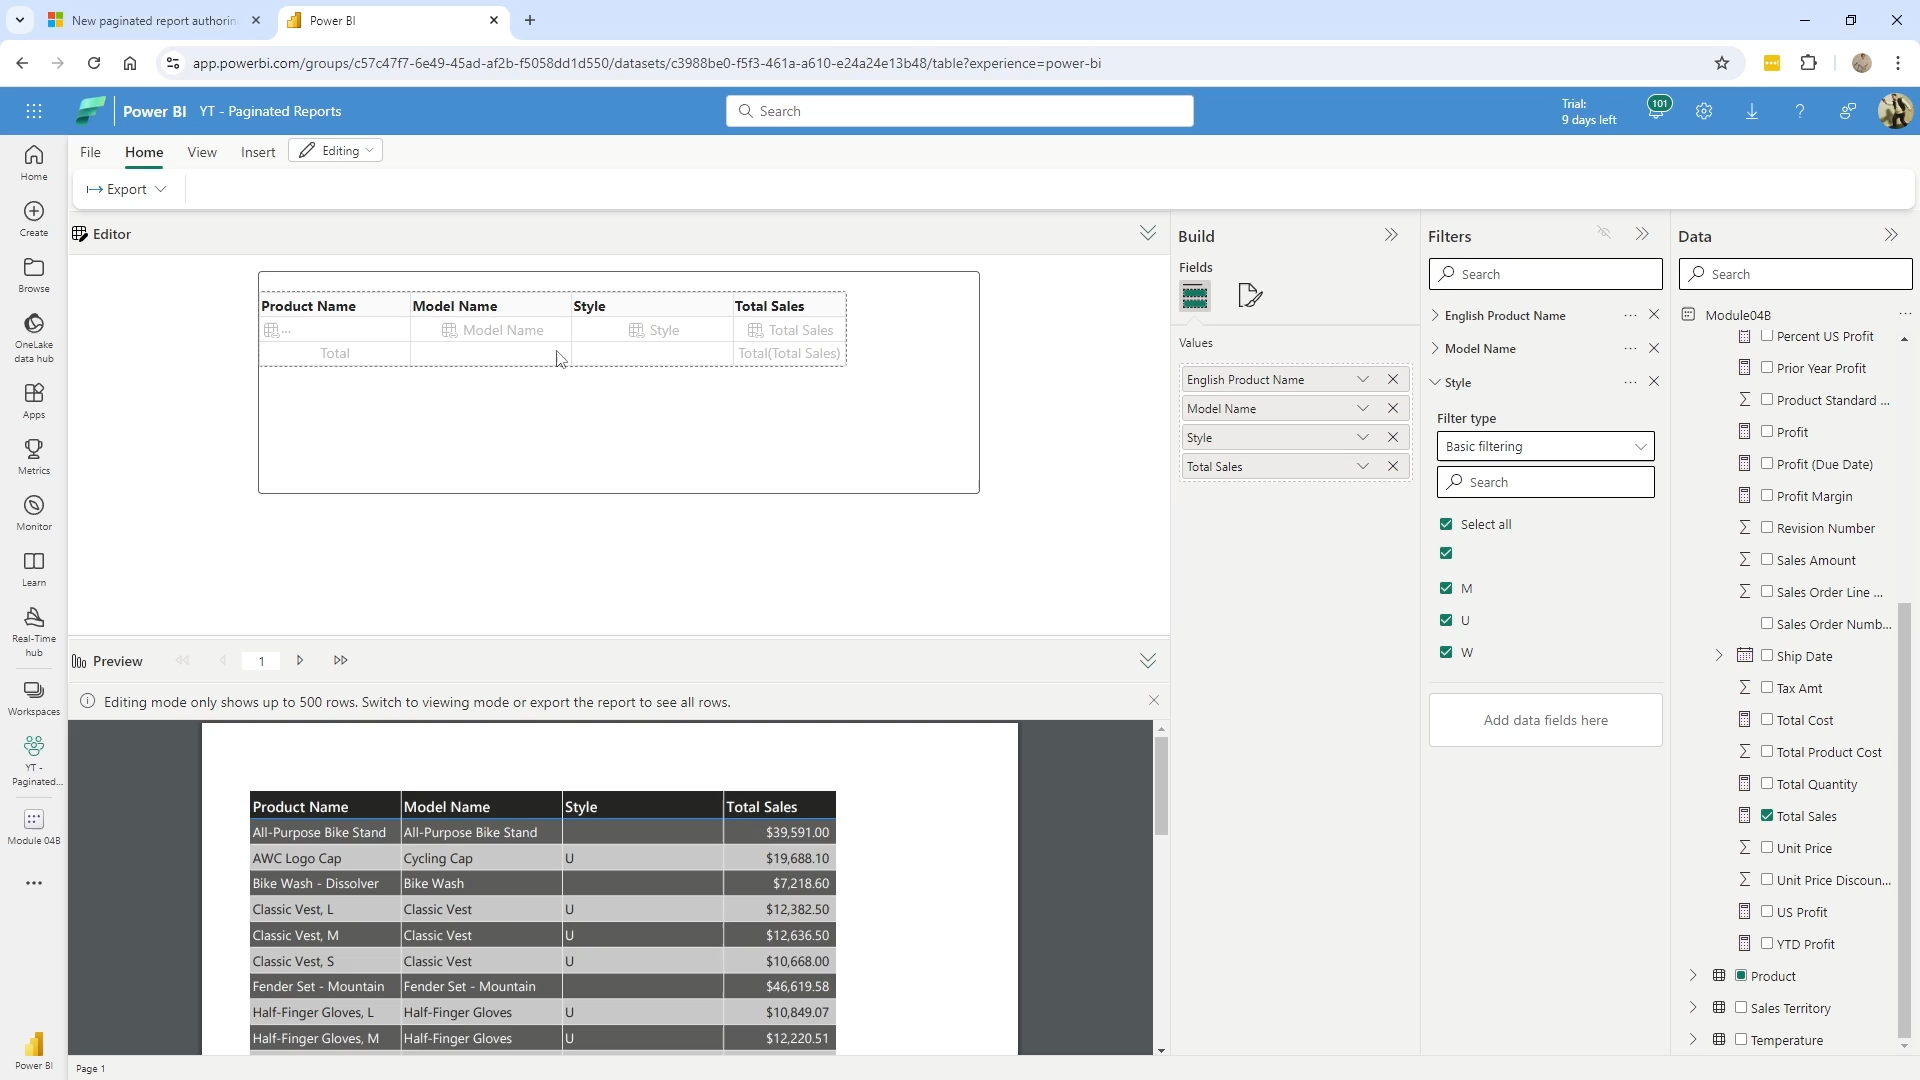 New paginated report authorin
Power BI
app.powerbi.com/groups/c57c47f7-6e49-45ad-af2b-f5058dd1d550/datasets/c3988be0-f5f3-461a-a610-e24a24e13b48/table?experience=power-bi
Power BI YT - Paginated Reports
Search
Trial:
9 days left
101
File Home View Insert Editing
Export
Home
Create
Browse
OneLake
data hub
Apps
Metrics
Monitor
Learn
Real-Time
hub
Workspaces
YT -
Paginated...
Module 04B
Power BI
Editor
Product Name Model Name Style Total Sales
... Model Name Style Total Sales
Total Total(Total Sales)
Preview 1
Editing mode only shows up to 500 rows. Switch to viewing mode or export the report to see all rows.
Product Name Model Name Style Total Sales
All-Purpose Bike Stand All-Purpose Bike Stand $39,591.00
AWC Logo Cap Cycling Cap U $19,688.10
Bike Wash - Dissolver Bike Wash $7,218.60
Classic Vest, L Classic Vest U $12,382.50
Classic Vest, M Classic Vest U $12,636.50
Classic Vest, S Classic Vest U $10,668.00
Fender Set - Mountain Fender Set - Mountain $46,619.58
Half-Finger Gloves, L Half-Finger Gloves U $10,849.07
Half-Finger Gloves, M Half-Finger Gloves U $12,220.51
Page 1
Build
Fields
Values
English Product Name
Model Name
Style
Total Sales
Filters
Search
English Product Name
Model Name
Style
Filter type
Basic filtering
Search
Select all
M
U
W
Add data fields here
Data
Search
Module04B
Percent US Profit
Prior Year Profit
Product Standard ...
Profit
Profit (Due Date)
Profit Margin
Revision Number
Sales Amount
Sales Order Line ...
Sales Order Numb...
Ship Date
Tax Amt
Total Cost
Total Product Cost
Total Quantity
Total Sales
Unit Price
Unit Price Discoun...
US Profit
YTD Profit
Product
Sales Territory
Temperature